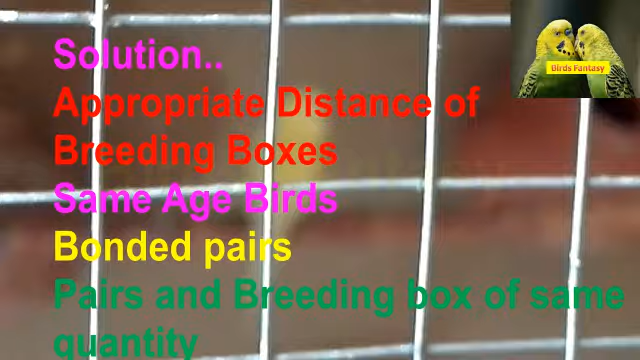 Solution..
Appropriate Distance of
Breeding Boxes
Same Age Birds
Bonded pairs
Pairs and Breeding box of same
quantity
Birds Fantasy